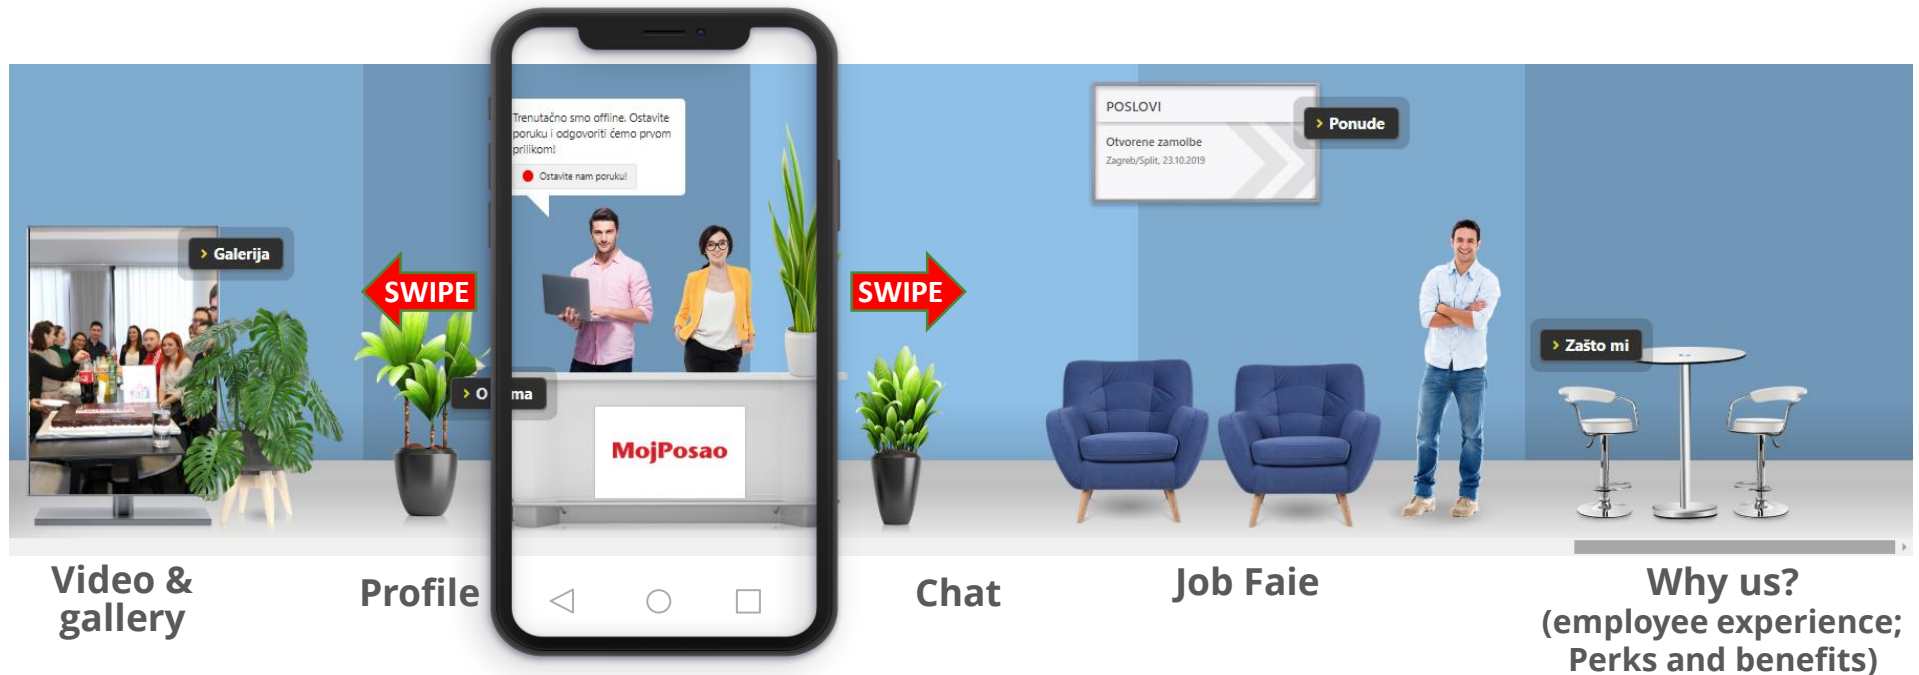 Trenutačno smo offline. Ostavite
poruku i odgovoriti ćemo prvom
prilikom!
Ostavite nam poruku!
POSLOVI
Otvorene zamolbe
Zagreb/Split, 23.10.2019
> Ponude
> Galerija
SWIPE
SWIPE
> Zašto mi
> O ma
MojPosao
Video &
gallery
Profile
Chat
Job Faie
Why us?
(employee experience;
Perks and benefits)